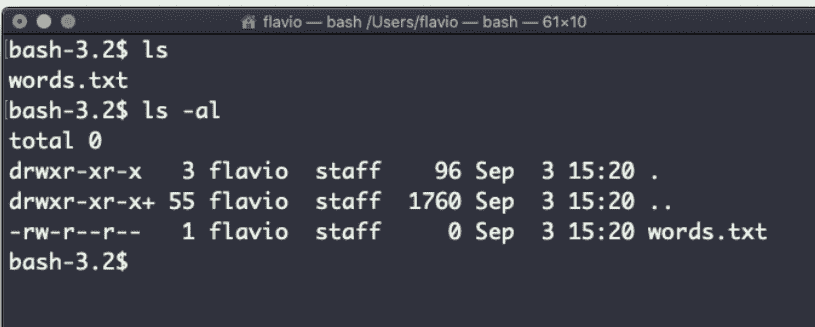 flavio — bash /Users/flavio — bash — 61×10
bash-3.2$ ls
words.txt
bash-3.2$ ls -al
total 0
drwxr-xr-x   3 flavio  staff    96 Sep  3 15:20 .
drwxr-xr-x+ 55 flavio  staff  1760 Sep  3 15:20 ..
-rw-r--r--   1 flavio  staff     0 Sep  3 15:20 words.txt
bash-3.2$